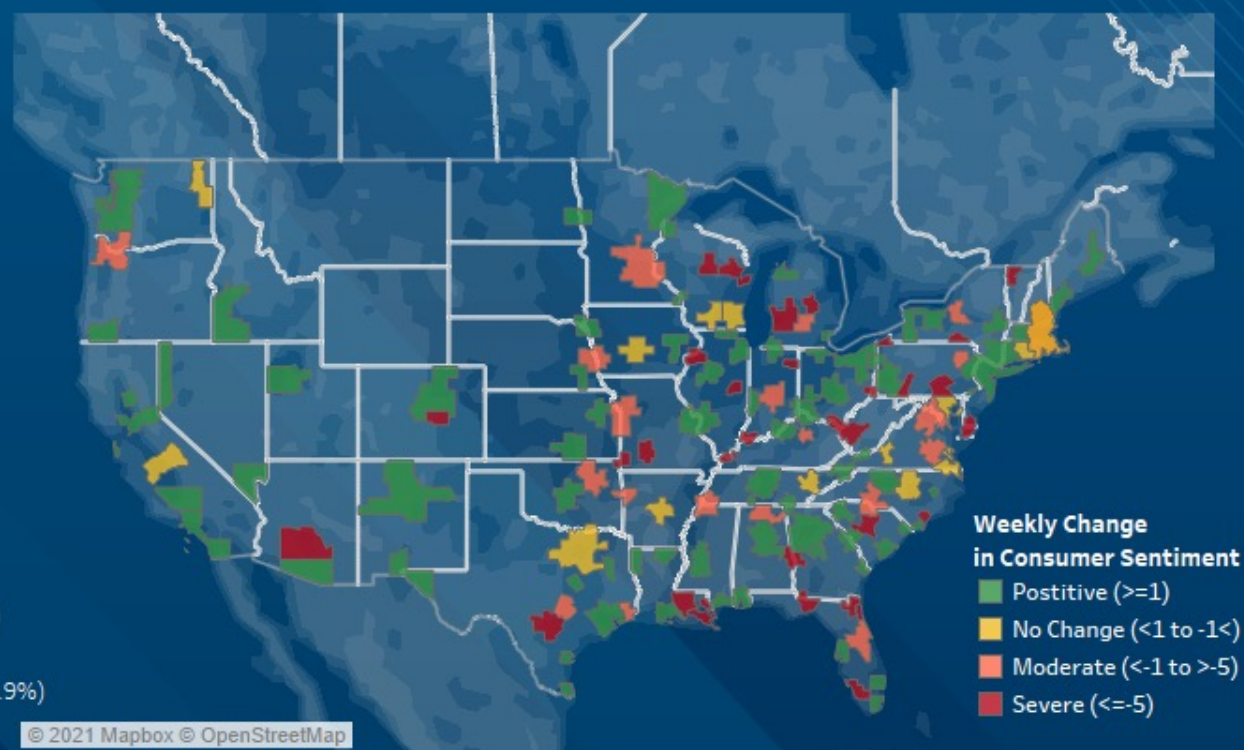 Weekly Change
in Consumer Sentiment
Postitive (>=1)
No Change (<1 to -1<)
Moderate (<-1 to >-5)
Severe (<=-5)
9%)
© 2021 Mapbox © OpenStreetMap